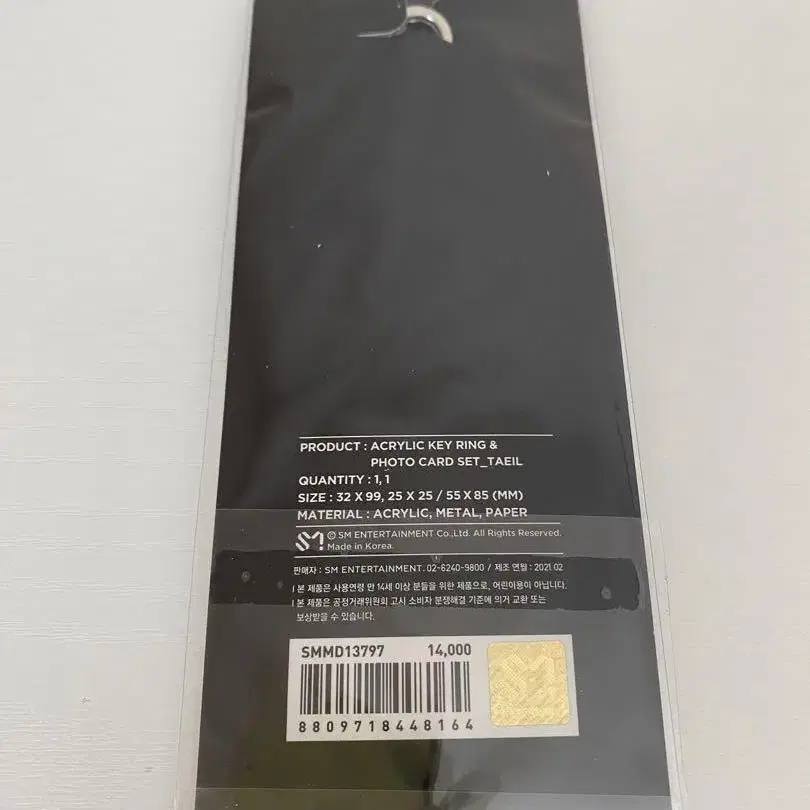 PRODUCT : ACRYLIC KEY RING &
PHOTO CARD SET_TAEIL
QUANTITY : 1, 1
SIZE : 32 X 99, 25 X 25 / 55 X 85 (MM)
MATERIAL : ACRYLIC, METAL, PAPER
SM! © SM ENTERTAINMENT Co.,Ltd. All Rights Reserved.
Made in Korea.
판매자 : SM ENTERTAINMENT. 02-6240-9800 / 제조 연월 : 2021. 02
l 본 제품은 사용연령 만 14세 이상 분들을 위한 제품으로, 어린이용이 아닙니다.
l 본 제품은 공정거래위원회 고시 소비자 분쟁해결 기준에 의거 교환 또는
보상받을 수 있습니다.
SMMD13797 14,000
8809718448164